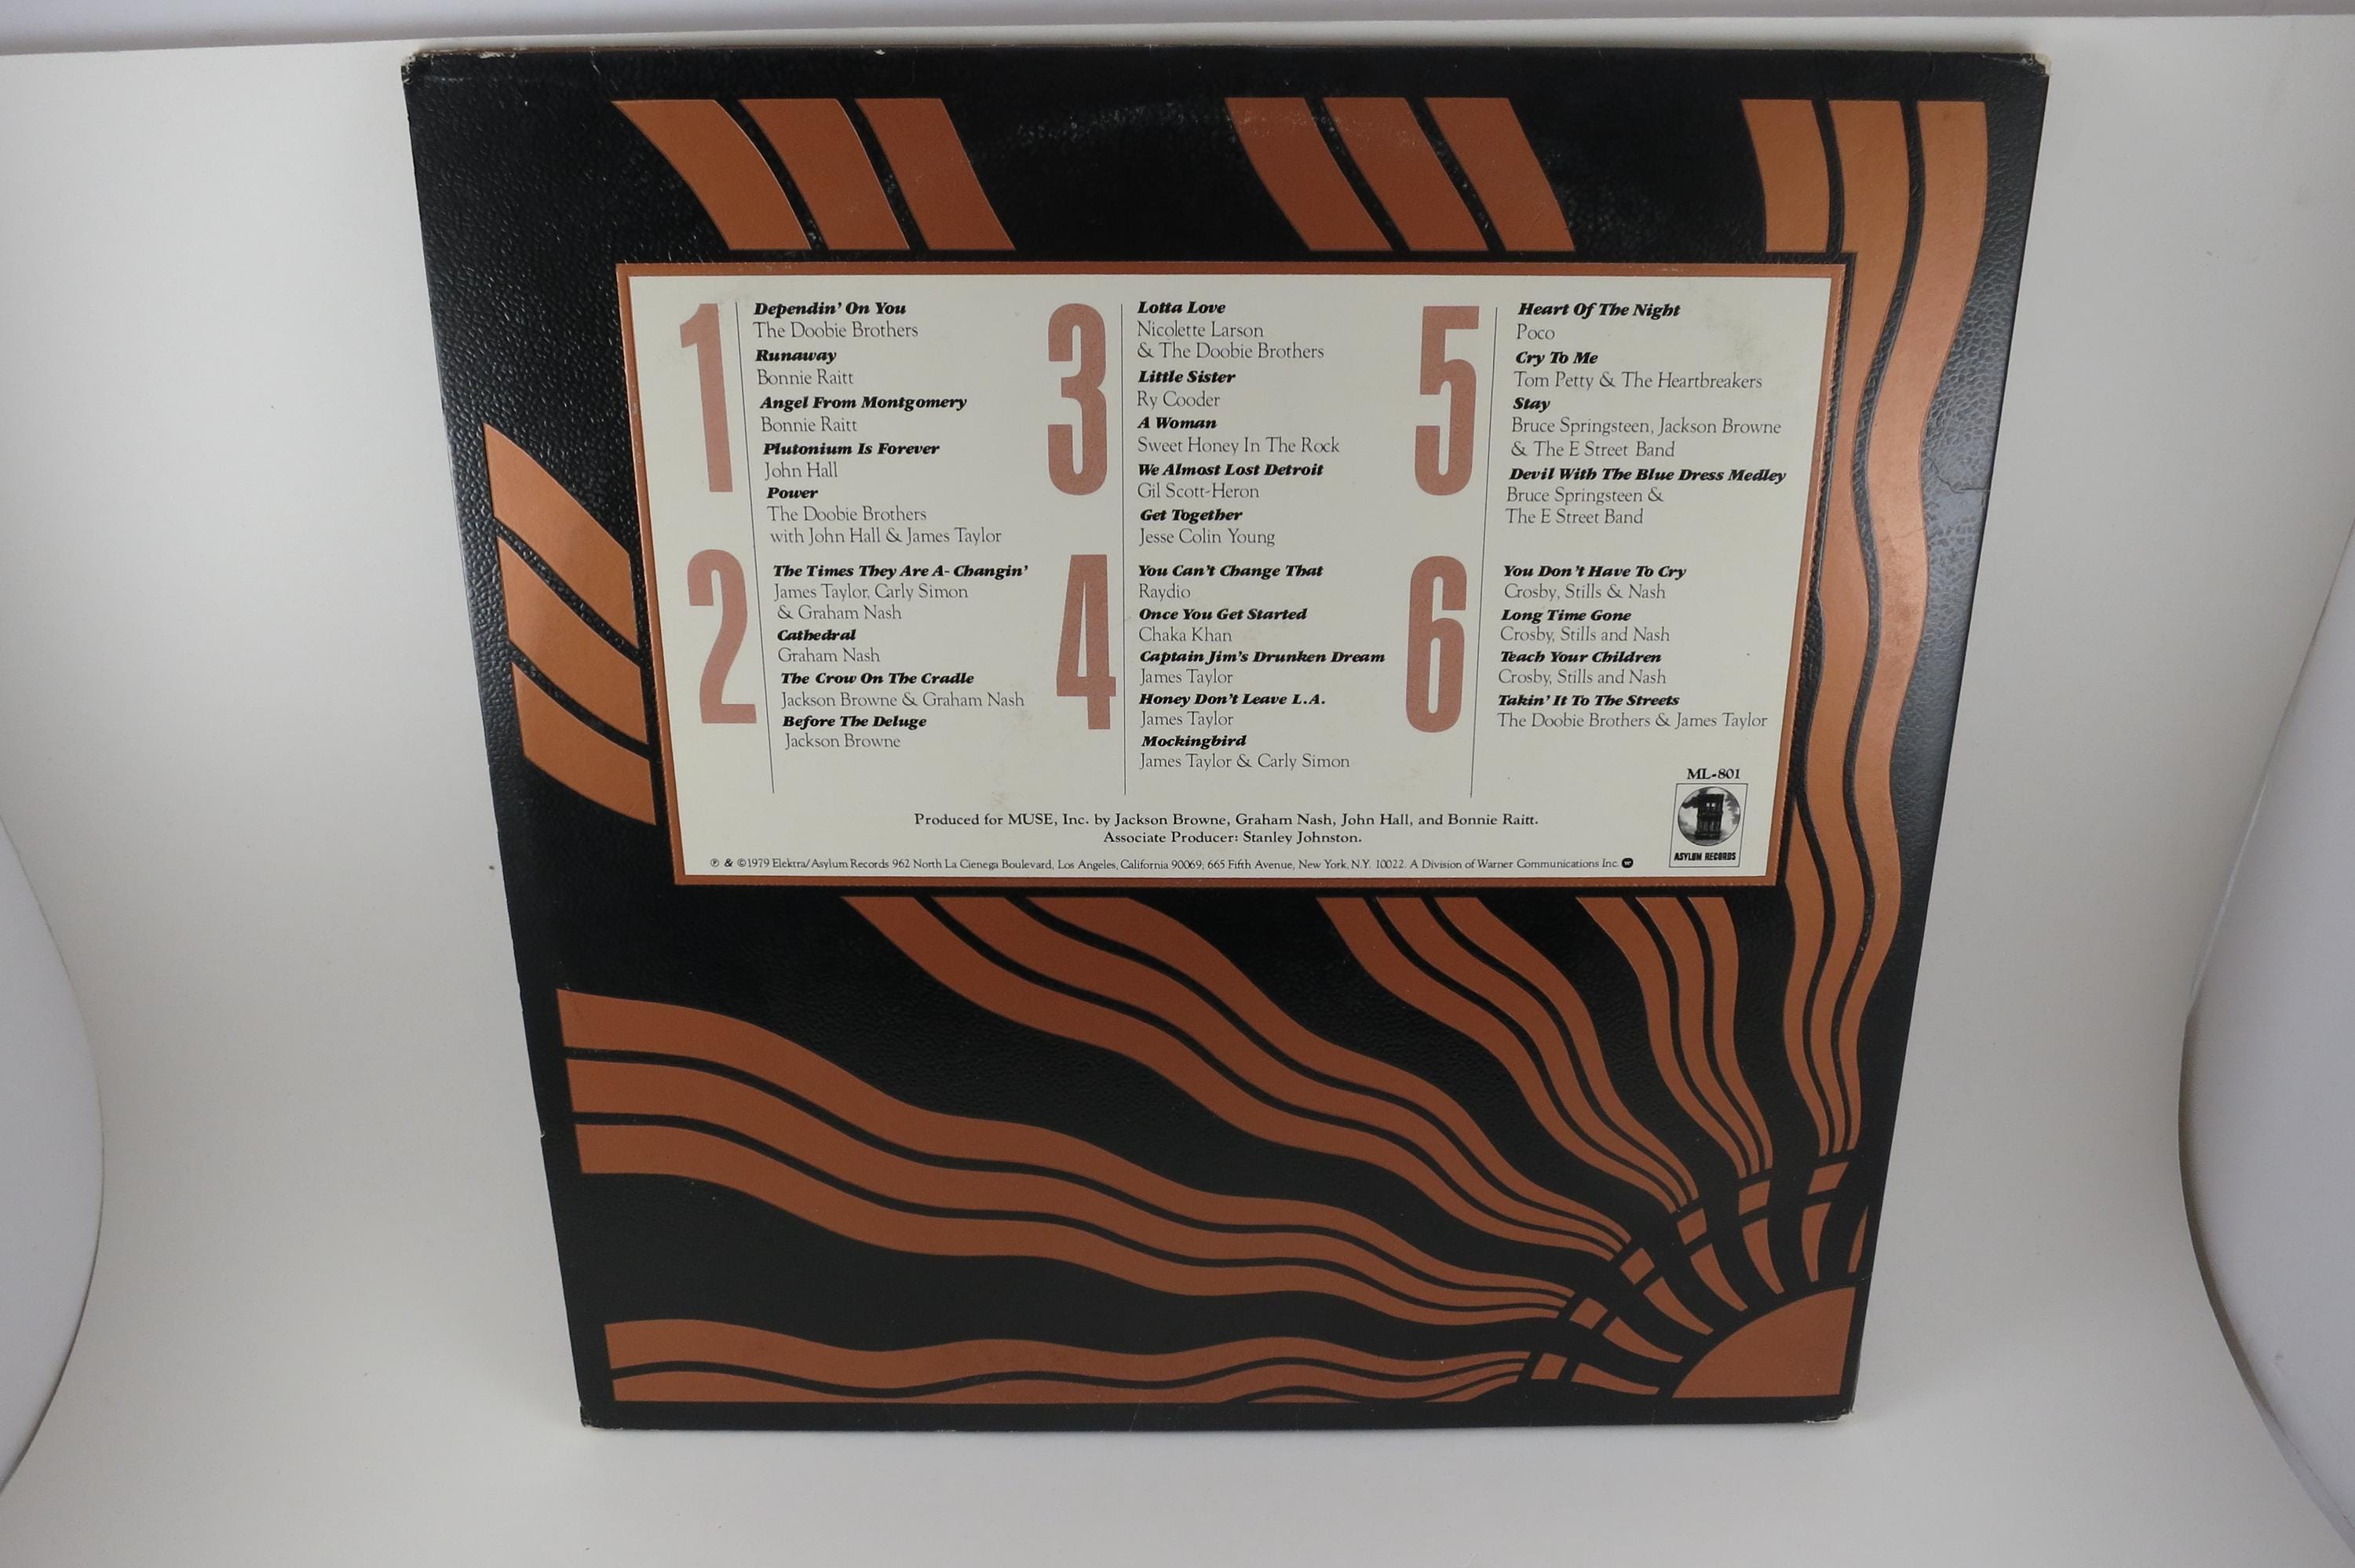 1
Dependin' On You
The Doobie Brothers
Runaway
Bonnie Raitt
Angel From Montgomery
Bonnie Raitt
Plutonium Is Forever
John Hall
Power
The Doobie Brothers
with John Hall & James Taylor
2
The Times They Are A-Changin'
James Taylor, Carly Simon
& Graham Nash
Cathedral
Graham Nash
The Crow On The Cradle
Jackson Browne & Graham Nash
Before The Deluge
Jackson Browne
3
Lotta Love
Nicolette Larson
& The Doobie Brothers
Little Sister
Ry Cooder
A Woman
Sweet Honey In The Rock
We Almost Lost Detroit
Gil Scott-Heron
Get Together
Jesse Colin Young
4
You Can't Change That
Raydio
Once You Get Started
Chaka Khan
Captain Jim's Drunken Dream
James Taylor
Honey Don't Leave L.A.
James Taylor
Mockingbird
James Taylor & Carly Simon
5
Heart Of The Night
Poco
Cry To Me
Tom Petty & The Heartbreakers
Stay
Bruce Springsteen, Jackson Browne
& The E Street Band
Devil With The Blue Dress Medley
Bruce Springsteen &
The E Street Band
6
You Don't Have To Cry
Crosby, Stills & Nash
Long Time Gone
Crosby, Stills and Nash
Teach Your Children
Crosby, Stills and Nash
Takin' It To The Streets
The Doobie Brothers & James Taylor
ML-801
ASYLUM RECORDS
Produced for MUSE, Inc. by Jackson Browne, Graham Nash, John Hall, and Bonnie Raitt.
Associate Producer: Stanley Johnston.
℗ & ©1979 Elektra/Asylum Records 962 North La Cienega Boulevard, Los Angeles, California 90069; 665 Fifth Avenue, New York, N.Y. 10022. A Division of Warner Communications Inc.